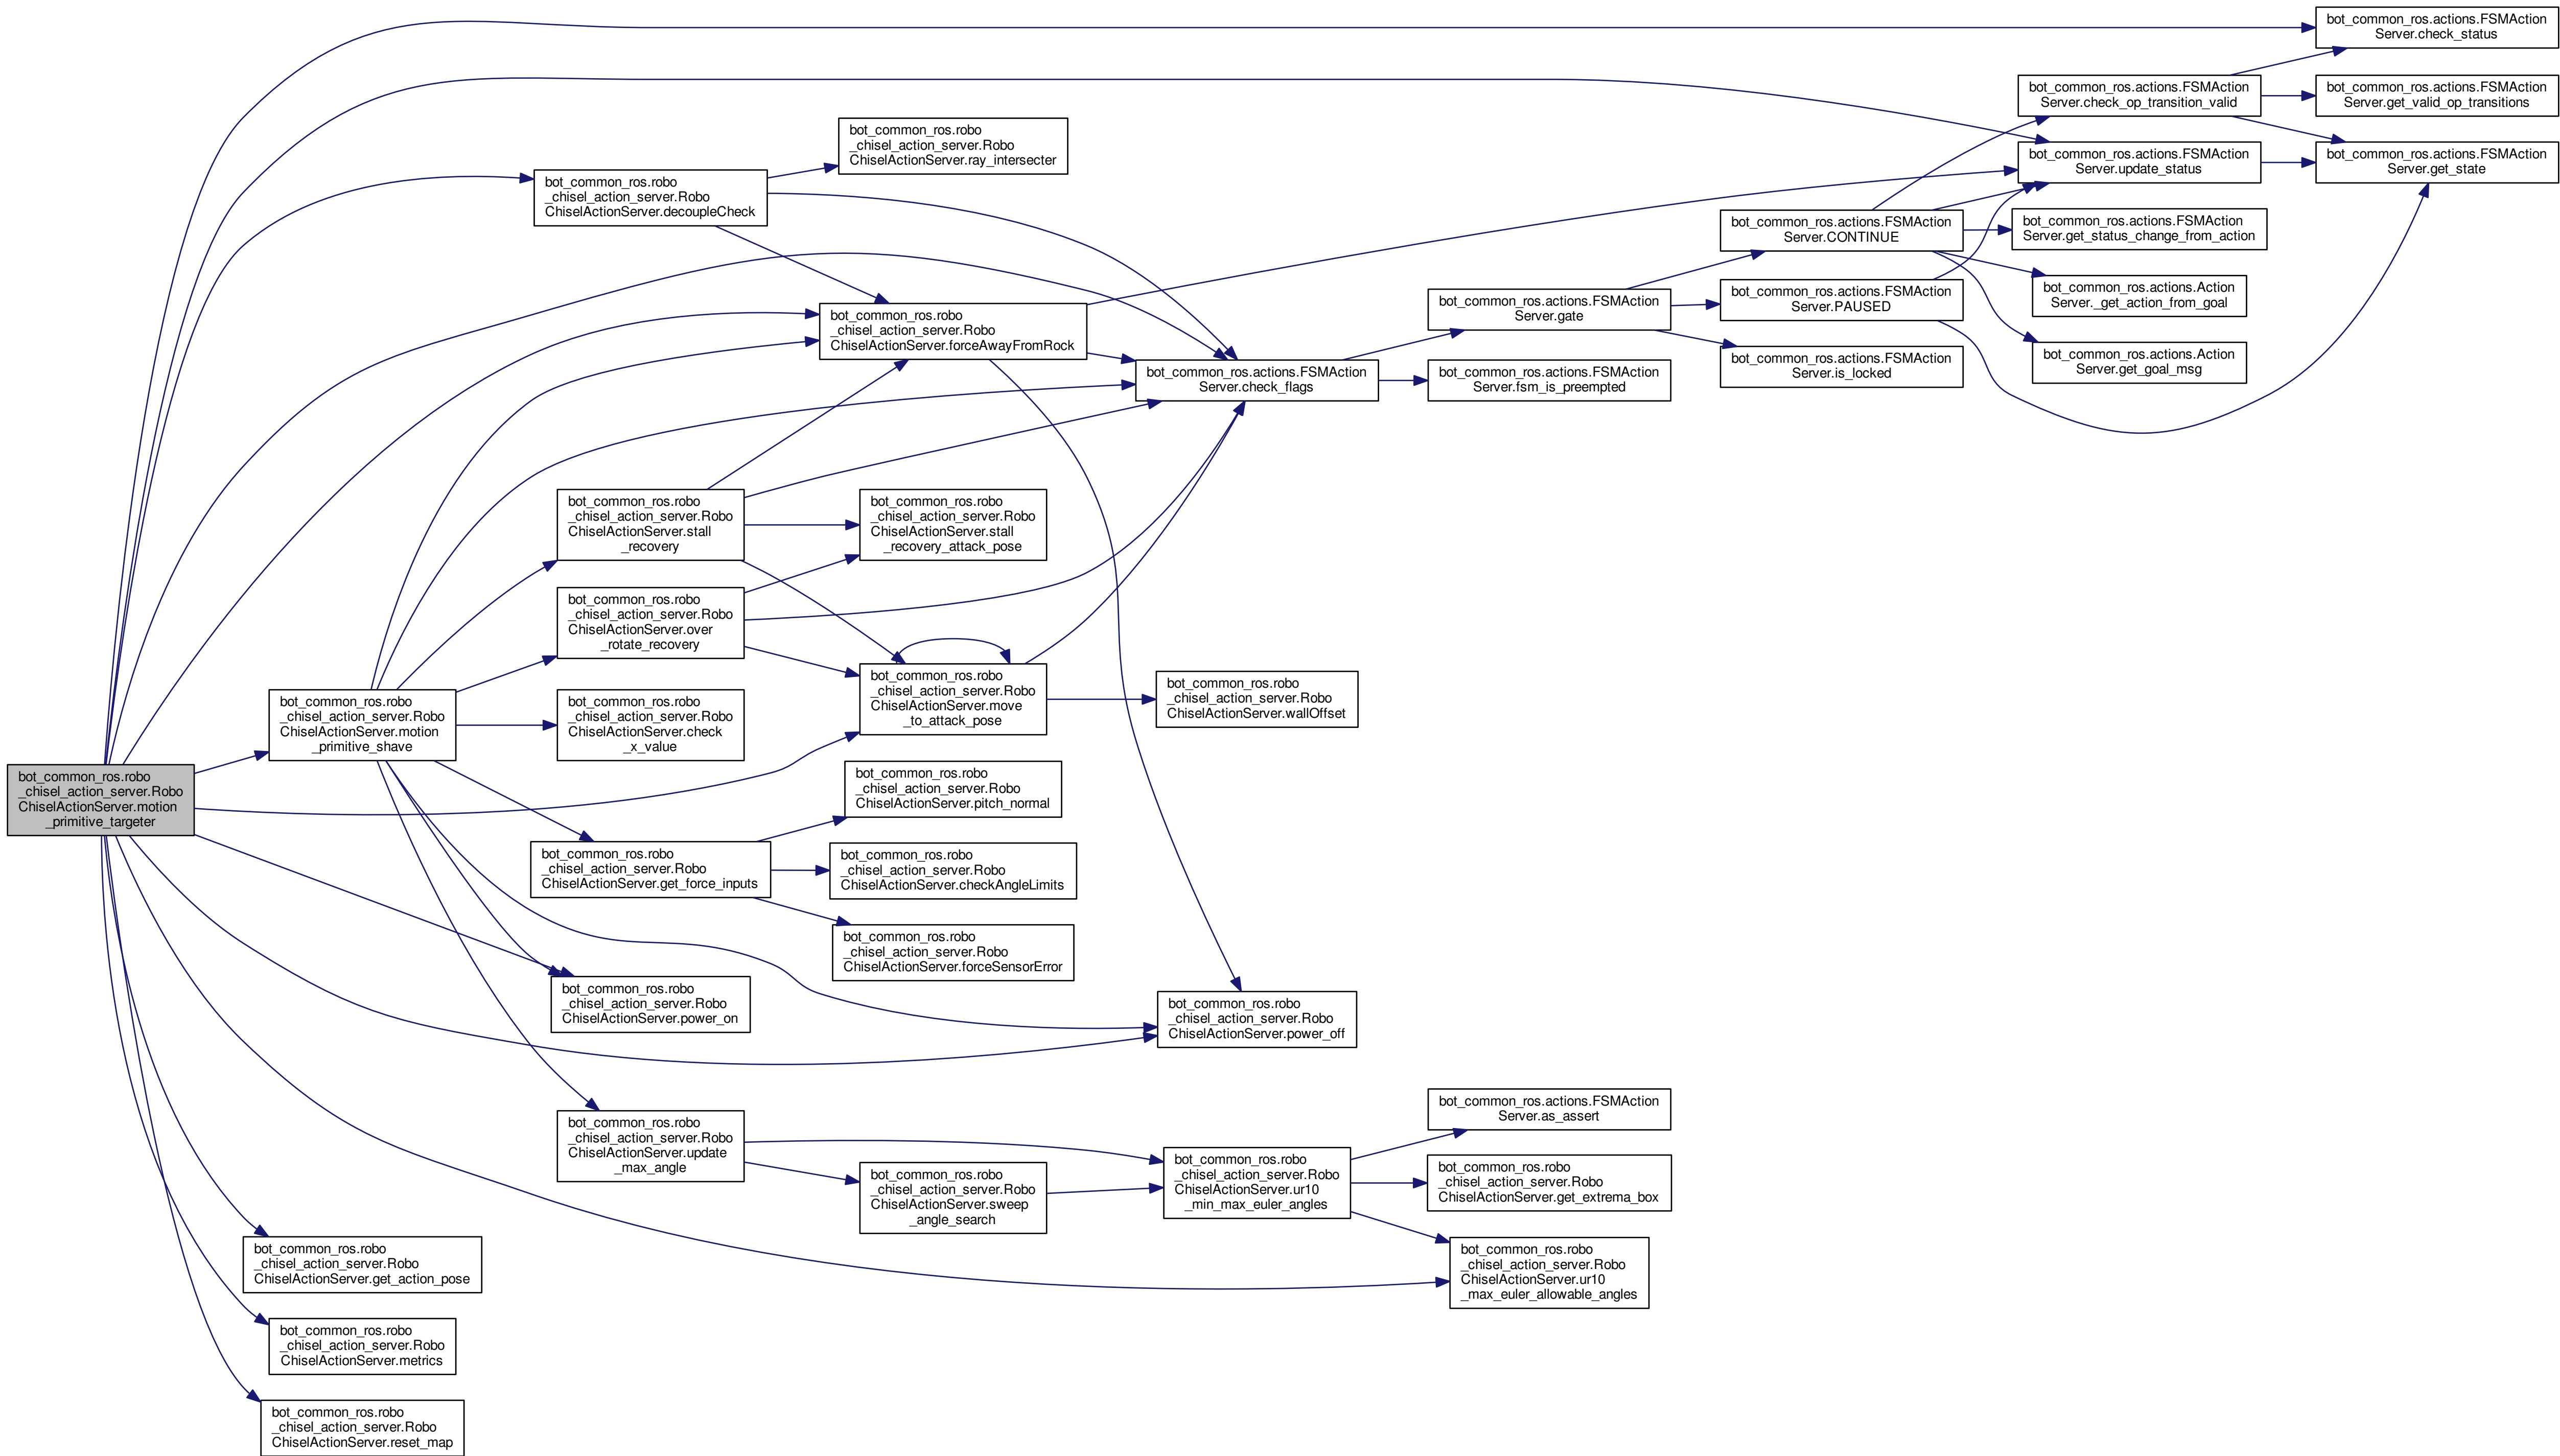 bot_common_ros.robo
_chisel_action_server.Robo
ChiselActionServer.motion
_primitive_targeter
bot_common_ros.robo
_chisel_action_server.Robo
ChiselActionServer.motion
_primitive_shave
bot_common_ros.robo
_chisel_action_server.Robo
ChiselActionServer.get_action_pose
bot_common_ros.robo
_chisel_action_server.Robo
ChiselActionServer.metrics
bot_common_ros.robo
_chisel_action_server.Robo
ChiselActionServer.reset_map
bot_common_ros.robo
_chisel_action_server.Robo
ChiselActionServer.decoupleCheck
bot_common_ros.robo
_chisel_action_server.Robo
ChiselActionServer.stall
_recovery
bot_common_ros.robo
_chisel_action_server.Robo
ChiselActionServer.over
_rotate_recovery
bot_common_ros.robo
_chisel_action_server.Robo
ChiselActionServer.check
_x_value
bot_common_ros.robo
_chisel_action_server.Robo
ChiselActionServer.get_force_inputs
bot_common_ros.robo
_chisel_action_server.Robo
ChiselActionServer.power_on
bot_common_ros.robo
_chisel_action_server.Robo
ChiselActionServer.update
_max_angle
bot_common_ros.robo
_chisel_action_server.Robo
ChiselActionServer.ray_intersecter
bot_common_ros.robo
_chisel_action_server.Robo
ChiselActionServer.forceAwayFromRock
bot_common_ros.robo
_chisel_action_server.Robo
ChiselActionServer.stall
_recovery_attack_pose
bot_common_ros.robo
_chisel_action_server.Robo
ChiselActionServer.move
_to_attack_pose
bot_common_ros.robo
_chisel_action_server.Robo
ChiselActionServer.pitch_normal
bot_common_ros.robo
_chisel_action_server.Robo
ChiselActionServer.checkAngleLimits
bot_common_ros.robo
_chisel_action_server.Robo
ChiselActionServer.forceSensorError
bot_common_ros.robo
_chisel_action_server.Robo
ChiselActionServer.sweep
_angle_search
bot_common_ros.actions.FSMAction
Server.check_flags
bot_common_ros.robo
_chisel_action_server.Robo
ChiselActionServer.wallOffset
bot_common_ros.robo
_chisel_action_server.Robo
ChiselActionServer.power_off
bot_common_ros.robo
_chisel_action_server.Robo
ChiselActionServer.ur10
_min_max_euler_angles
bot_common_ros.actions.FSMAction
Server.gate
bot_common_ros.actions.FSMAction
Server.fsm_is_preempted
bot_common_ros.actions.FSMAction
Server.as_assert
bot_common_ros.robo
_chisel_action_server.Robo
ChiselActionServer.get_extrema_box
bot_common_ros.robo
_chisel_action_server.Robo
ChiselActionServer.ur10
_max_euler_allowable_angles
bot_common_ros.actions.FSMAction
Server.CONTINUE
bot_common_ros.actions.FSMAction
Server.PAUSED
bot_common_ros.actions.FSMAction
Server.is_locked
bot_common_ros.actions.FSMAction
Server.check_op_transition_valid
bot_common_ros.actions.FSMAction
Server.update_status
bot_common_ros.actions.FSMAction
Server.get_status_change_from_action
bot_common_ros.actions.Action
Server._get_action_from_goal
bot_common_ros.actions.Action
Server.get_goal_msg
bot_common_ros.actions.FSMAction
Server.check_status
bot_common_ros.actions.FSMAction
Server.get_valid_op_transitions
bot_common_ros.actions.FSMAction
Server.get_state